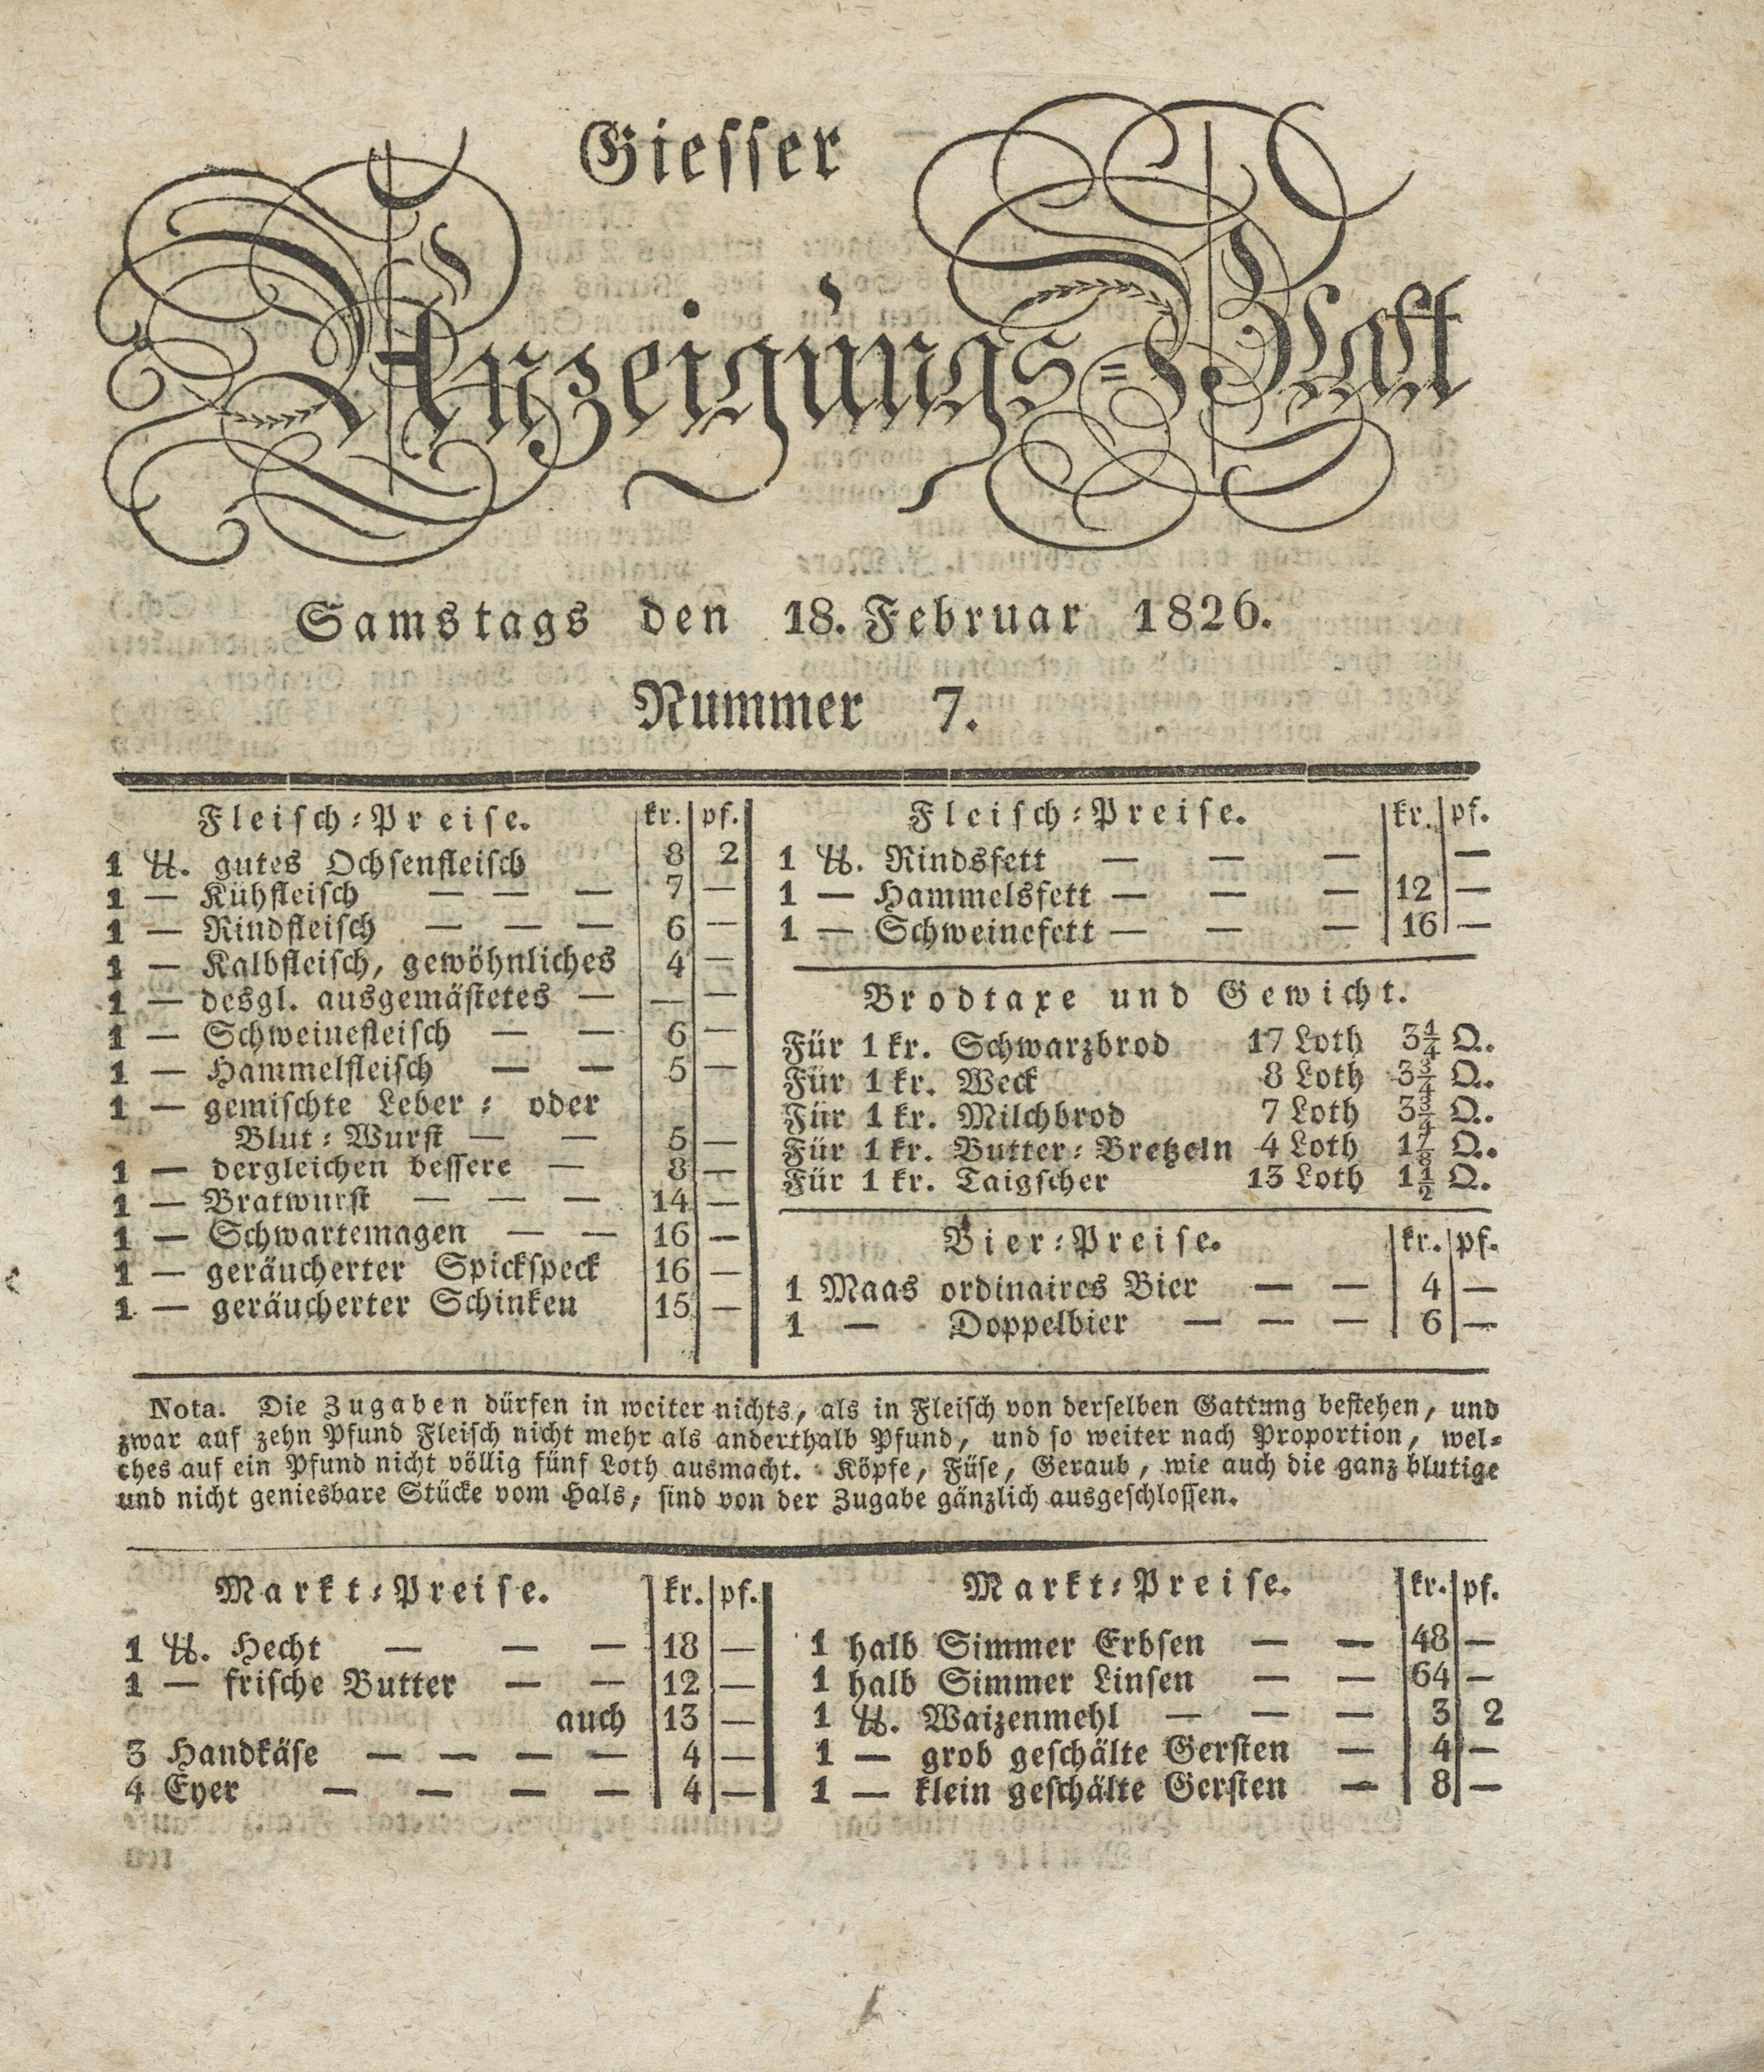 Giesser
Anzeigungs=Blatt
Samstags den 18. Februar 1826.
Nummer 7.
Fleisch=Preise. kr. pf.
1 ℔. gutes Ochsenfleisch 8 2
1 — Kühfleisch — — — 7 —
1 — Rindfleisch — — — 6 —
1 — Kalbfleisch, gewöhnliches 4 —
1 — desgl. ausgemästetes — — —
1 — Schweinefleisch — — 6 —
1 — Hammelfleisch — — 5 —
1 — gemischte Leber= oder
Blut=Wurst — — 5 —
1 — dergleichen bessere — 8 —
1 — Bratwurst — — — 14 —
1 — Schwartemagen — — 16 —
1 — geräucherter Spickspeck 16 —
1 — geräucherter Schinken 15 —
Fleisch=Preise. kr. pf.
1 ℔. Rindsfett — — — —
1 — Hammelsfett — — — 12 —
1 — Schweinefett — — — 16 —
Brodtaxe und Gewicht.
Für 1 kr. Schwarzbrod 17 Loth 3¼ Q.
Für 1 kr. Weck 8 Loth 3¾ Q.
Für 1 kr. Milchbrod 7 Loth 3¾ Q.
Für 1 kr. Butter=Bretzeln 4 Loth 1⅞ Q.
Für 1 kr. Taigscher 13 Loth 1½ Q.
Bier=Preise. kr. pf.
1 Maas ordinaires Bier — — 4 —
1 — Doppelbier — — — 6 —
Nota. Die Zugaben dürfen in weiter nichts, als in Fleisch von derselben Gattung bestehen, und
zwar auf zehn Pfund Fleisch nicht mehr als anderthalb Pfund, und so weiter nach Proportion, wel=
ches auf ein Pfund nicht völlig fünf Loth ausmacht. Köpfe, Füse, Geraub, wie auch die ganz blutige
und nicht geniesbare Stücke vom Hals, sind von der Zugabe gänzlich ausgeschlossen.
Markt=Preise. kr. pf.
1 ℔. Hecht — — — 18 —
1 — frische Butter — — 12 —
auch 13 —
3 Handkäse — — — — 4 —
4 Eyer — — — — 4 —
Markt=Preise. kr. pf.
1 halb Simmer Erbsen — — 48 —
1 halb Simmer Linsen — — 64 —
1 ℔. Waizenmehl — — — 3 2
1 — grob geschälte Gersten — 4 —
1 — klein geschälte Gersten — 8 —